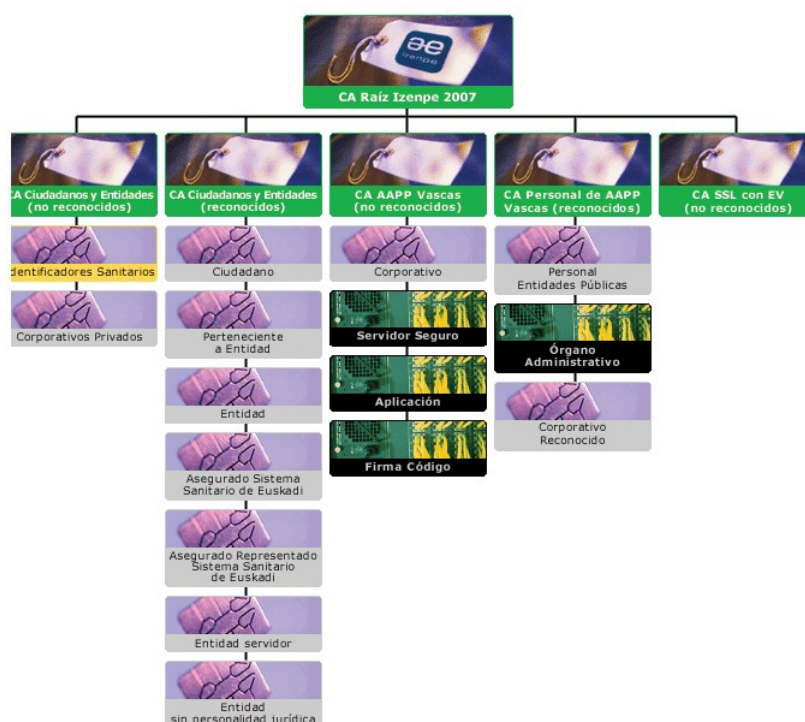 izenpe
CA Raíz Izenpe 2007
CA Ciudadanos y Entidades
(no reconocidos)
dentificadores Sanitarios
Corporativos Privados
CA Ciudadanos y Entidades
(reconocidos)
Ciudadano
Perteneciente
a Entidad
Entidad
Asegurado Sistema
Sanitario de Euskadi
Asegurado Representado
Sistema Sanitario
de Euskadi
Entidad servidor
Entidad
sin personalidad jurídica
CA AAPP Vascas
(no reconocidos)
Corporativo
Servidor Seguro
Aplicación
Firma Código
CA Personal de AAPP
Vascas (reconocidos)
Personal
Entidades Públicas
Órgano
Administrativo
Corporativo
Reconocido
CA SSL con EV
(no reconocidos)